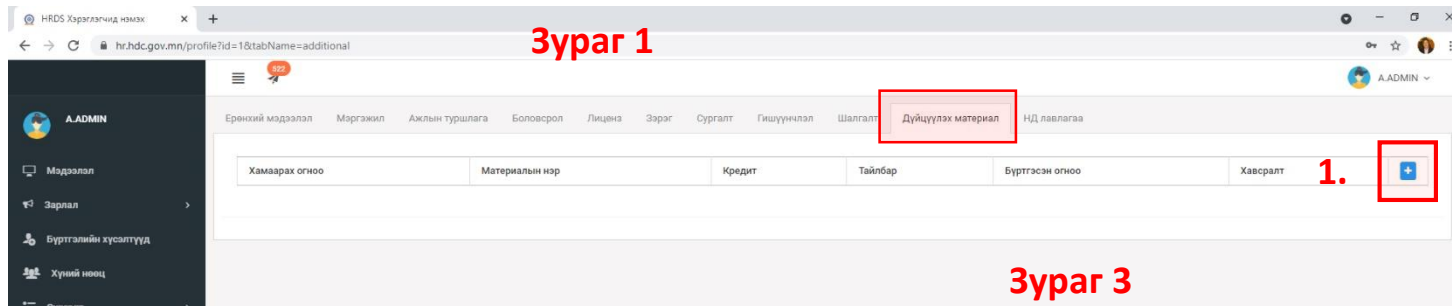 HRDS Хэрэглэгчид нэмэх
hr.hdc.gov.mn/profile?id=1&tabName=additional
Зураг 1
522
A.ADMIN
A.ADMIN
Ерөнхий мэдээлэл Мэргэжил Ажлын туршлага Боловсрол Лиценз Зэрэг Сургалт Гишүүнчлэл Шалгалт Дүйцүүлэх материал НД лавлагаа
Мэдээлэл
Хамаарах огноо Материалын нэр Кредит Тайлбар Бүртгэсэн огноо Хавсралт 1. +
Зарлал
Бүртгэлийн хүсэлтүүд
Хүний нөөц
Зураг 3